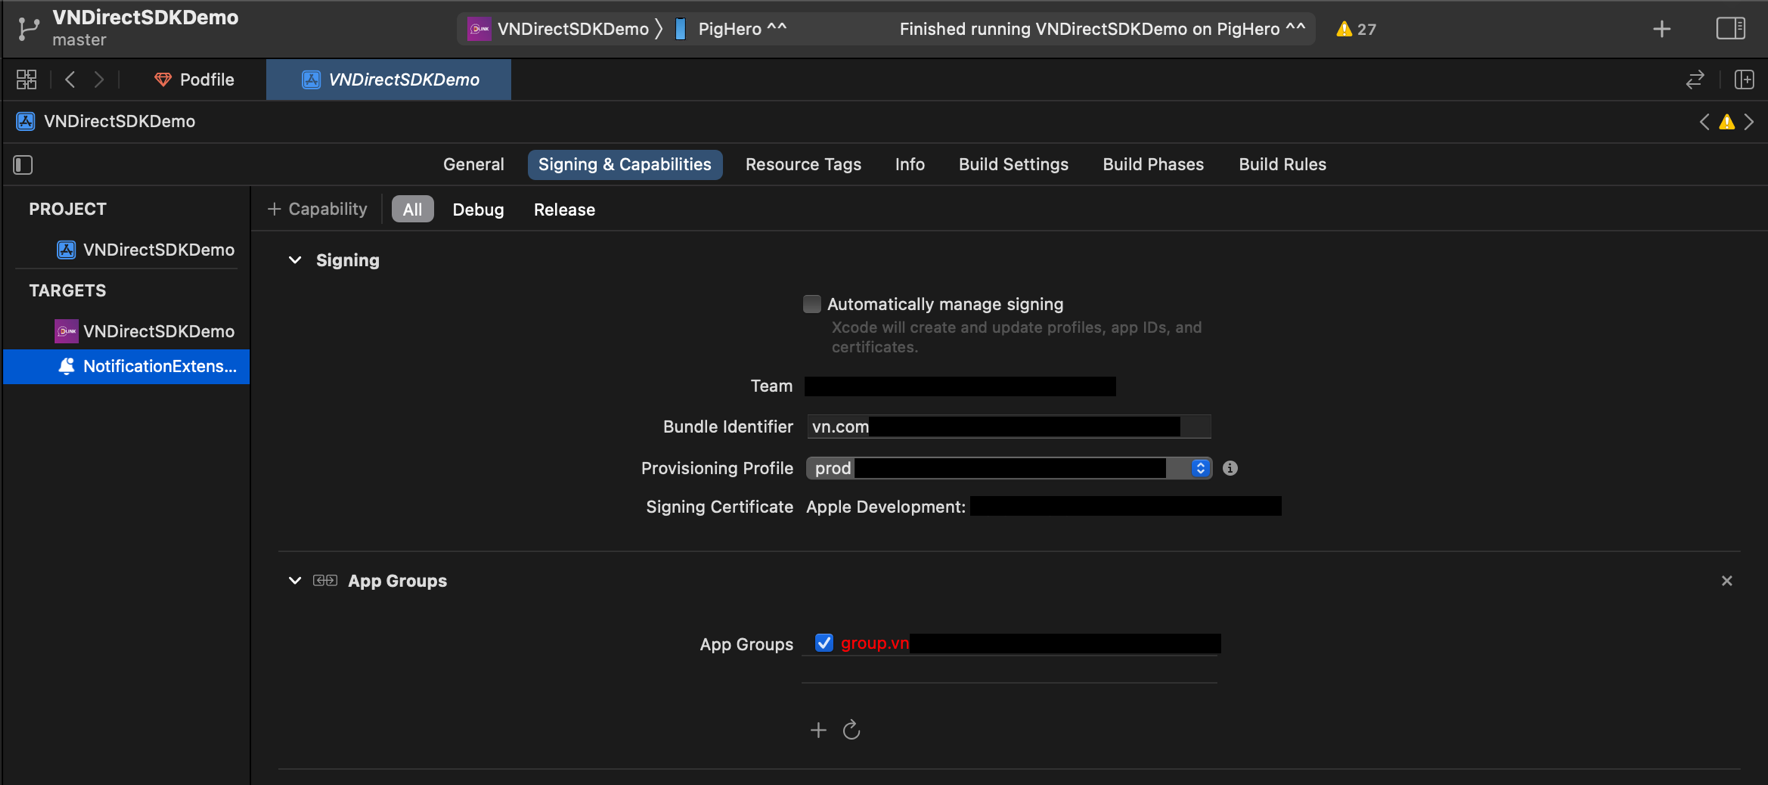 VNDirectSDKDemo
master
VNDirectSDKDemo
PigHero ^^
Finished running VNDirectSDKDemo on PigHero ^^
27
Podfile
VNDirectSDKDemo
VNDirectSDKDemo
General
Signing & Capabilities
Resource Tags
Info
Build Settings
Build Phases
Build Rules
PROJECT
VNDirectSDKDemo
TARGETS
VNDirectSDKDemo
NotificationExtens...
+ Capability
All
Debug
Release
Signing
Automatically manage signing
Xcode will create and update profiles, app IDs, and
certificates.
Team
Bundle Identifier vn.com
Provisioning Profile prod
Signing Certificate Apple Development:
App Groups
App Groups group.vn